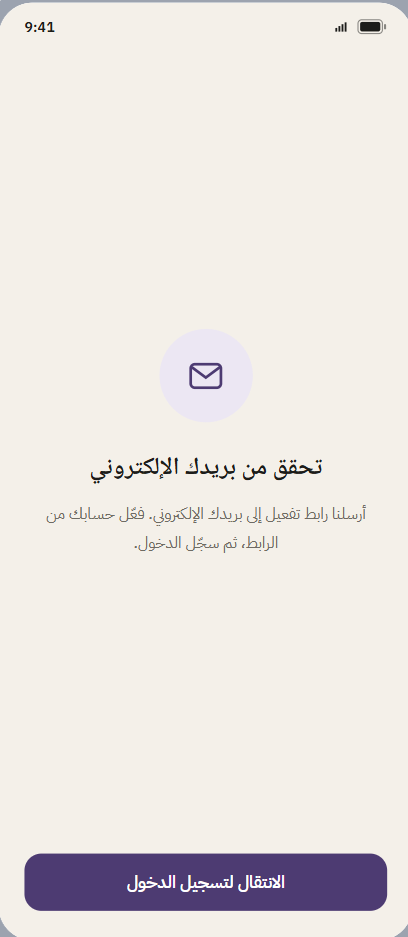 9:41
تحقق من بريدك الإلكتروني
أرسلنا رابط تفعيل إلى بريدك الإلكتروني. فعّل حسابك من
الرابط، ثم سجّل الدخول.
الانتقال لتسجيل الدخول